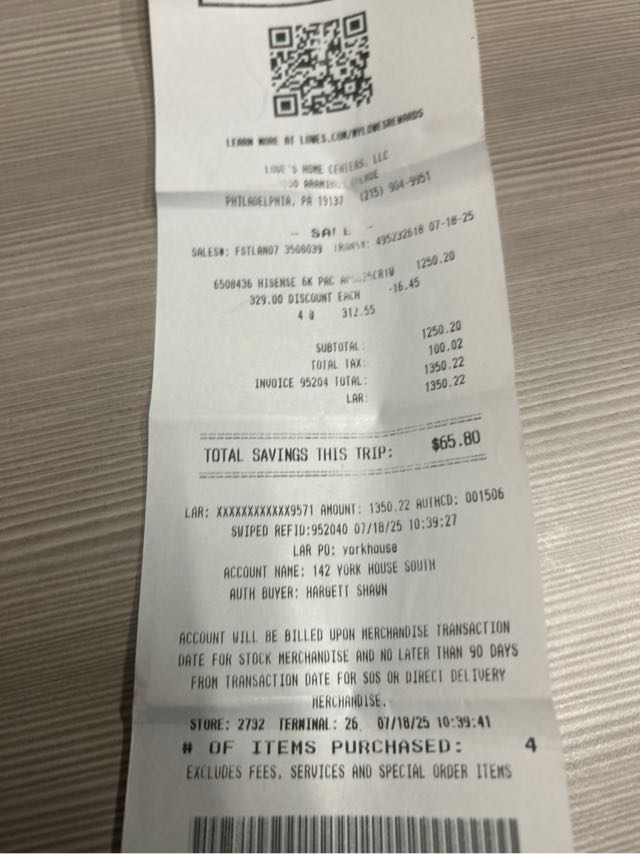 LEARN MORE AT LOWES.COM/MYLOWESREWARDS
LOWE'S HOME CENTERS, LLC
AVENUE
PHILADELPHIA, PA 19137 (215) 904-9951
- SALE -
SALES#: FSTLAN07 3508039 TRANS#: 495232618 07-18-25
6508436 HISENSE 6K PAC 1250.20
329.00 DISCOUNT EACH -16.45
4 @ 312.55
SUBTOTAL: 1250.20
TOTAL TAX: 100.02
INVOICE 95204 TOTAL: 1350.22
LAR: 1350.22
TOTAL SAVINGS THIS TRIP: $65.80
LAR: XXXXXXXXXXXX9571 AMOUNT: 1350.22 AUTHCD: 001506
SWIPED REFID:952040 07/18/25 10:39:27
LAR PO: yorkhouse
ACCOUNT NAME: 142 YORK HOUSE SOUTH
AUTH BUYER: HARGETT SHAWN
ACCOUNT WILL BE BILLED UPON MERCHANDISE TRANSACTION
DATE FOR STOCK MERCHANDISE AND NO LATER THAN 90 DAYS
FROM TRANSACTION DATE FOR SOS OR DIRECT DELIVERY
MERCHANDISE.
STORE: 2732 TERMINAL: 26 07/18/25 10:39:41
# OF ITEMS PURCHASED: 4
EXCLUDES FEES, SERVICES AND SPECIAL ORDER ITEMS